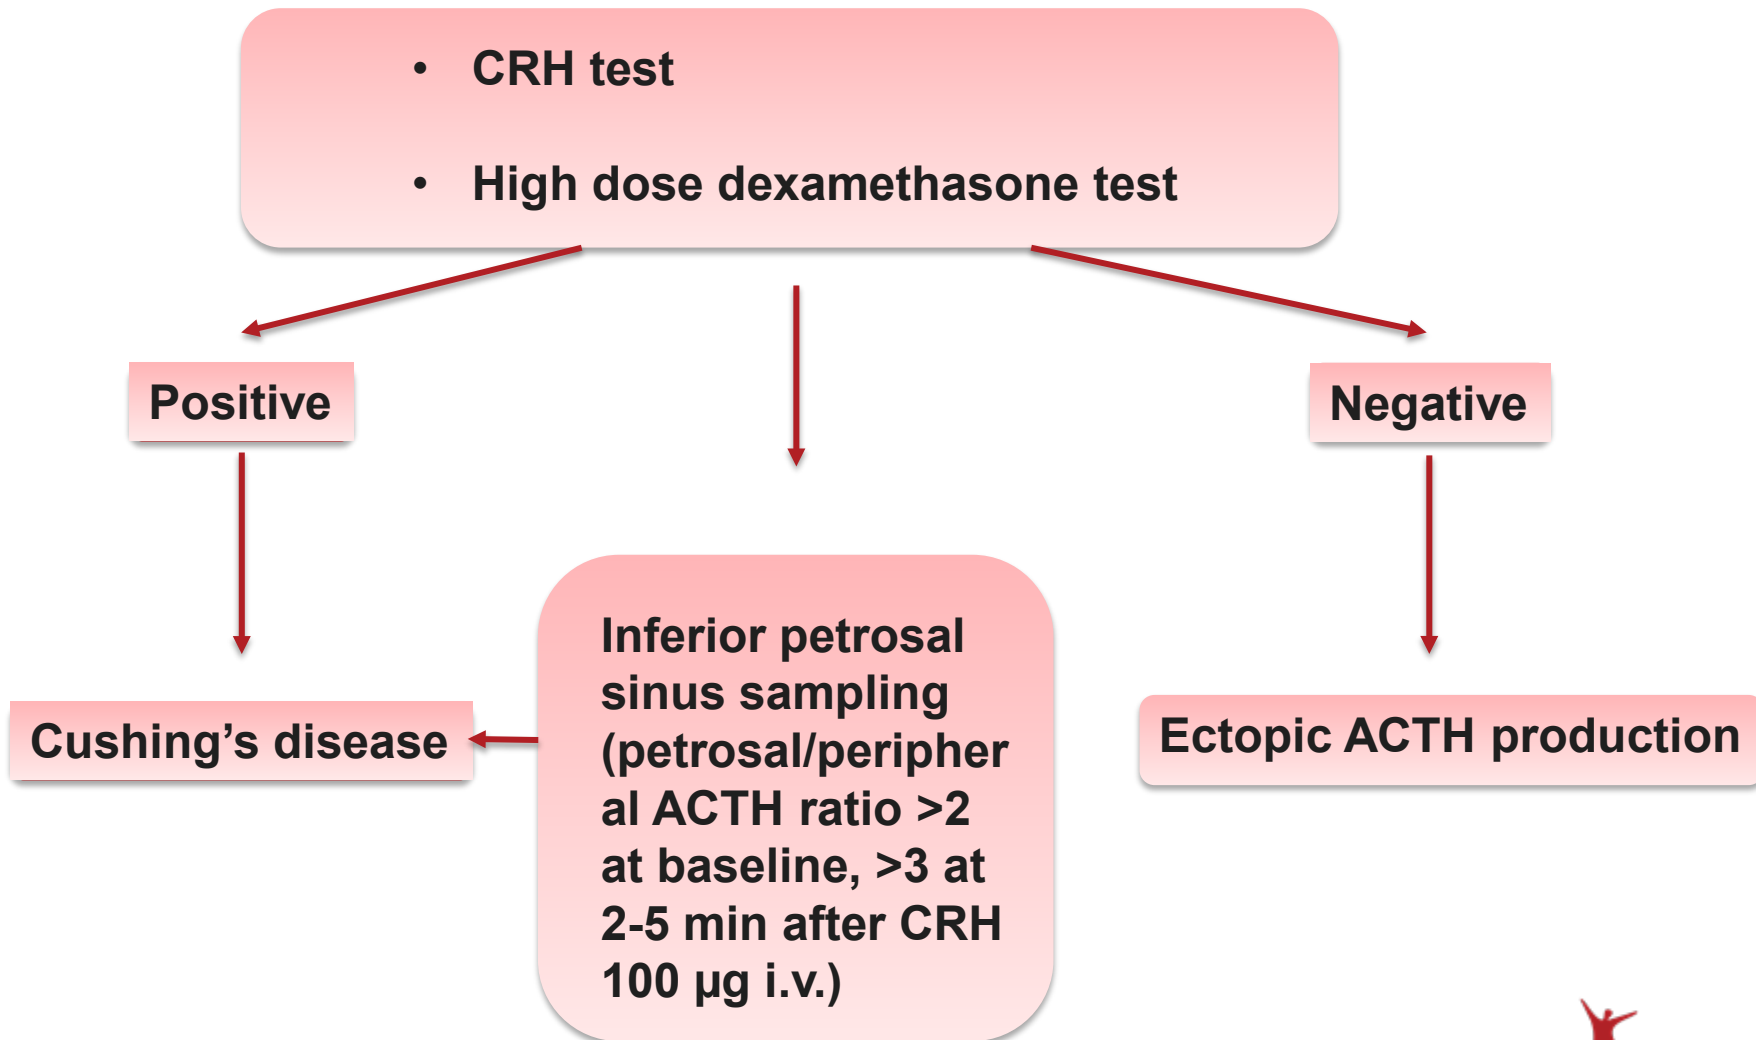 • CRH test
• High dose dexamethasone test
Positive
Negative
Inferior petrosal
sinus sampling
(petrosal/peripher
al ACTH ratio >2
at baseline, >3 at
2-5 min after CRH
100 µg i.v.)
Cushing’s disease
Ectopic ACTH production